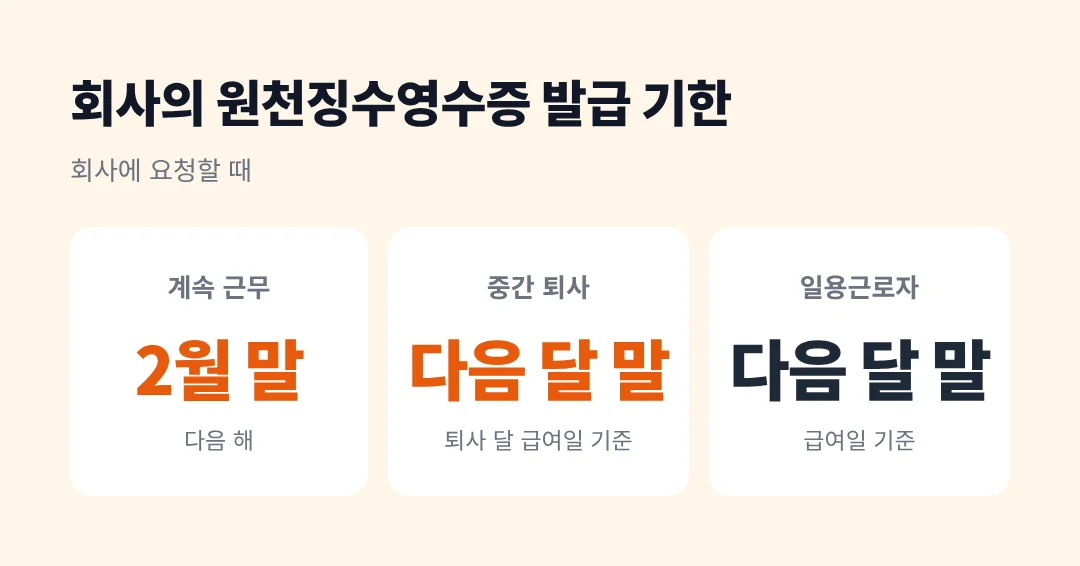 회사의 원천징수영수증 발급 기한
회사에 요청할 때
계속 근무
2월 말
다음 해
중간 퇴사
다음 달 말
퇴사 달 급여일 기준
일용근로자
다음 달 말
급여일 기준